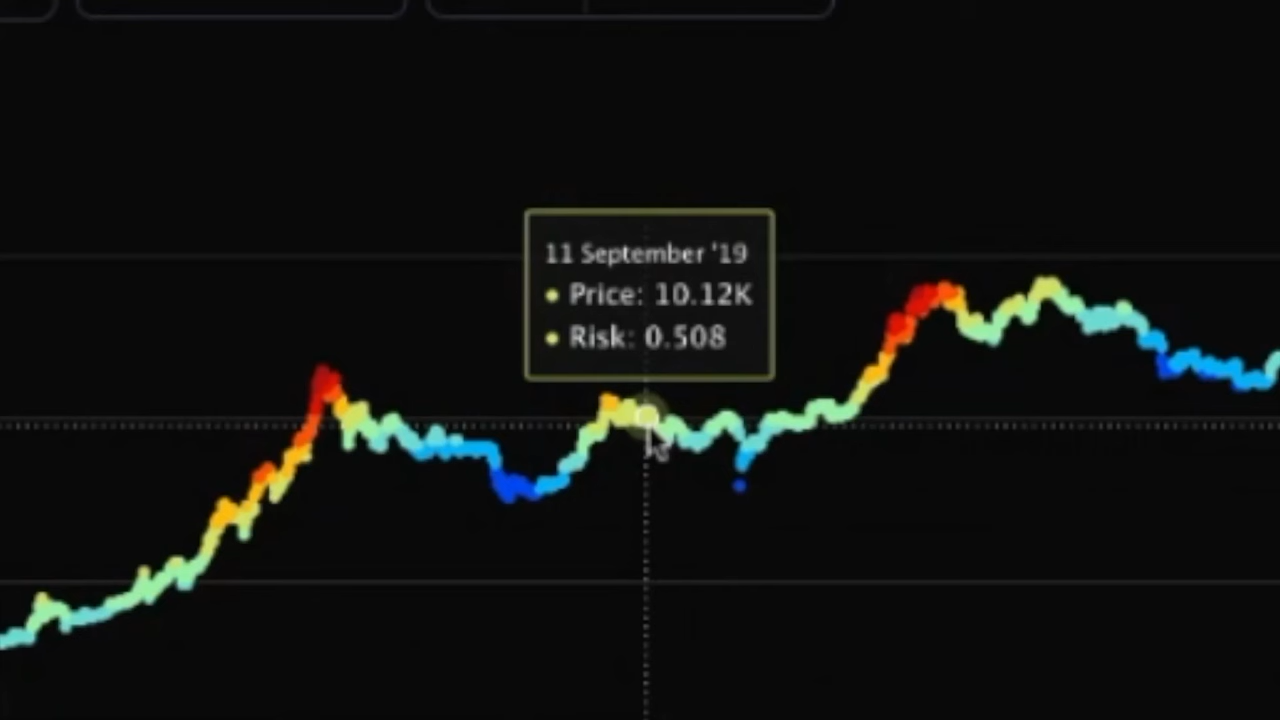 11 September '19
• Price: 10.12K
• Risk: 0.508